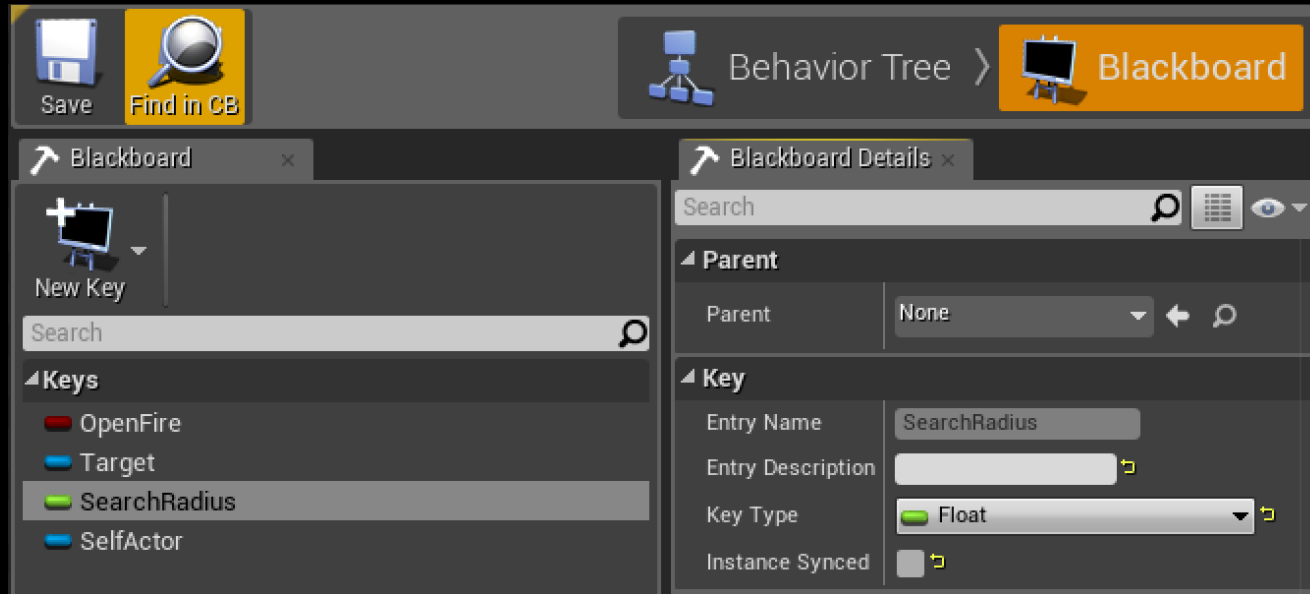 Save
Find in CB
Behavior Tree
Blackboard
Blackboard
New Key
Search
Keys
OpenFire
Target
SearchRadius
SelfActor
Blackboard Details
Search
Parent
Parent None
Key
Entry Name SearchRadius
Entry Description
Key Type Float
Instance Synced